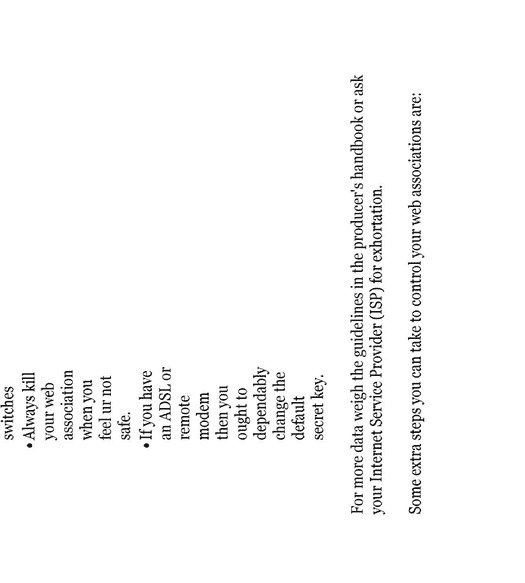 switches
• Always kill
your web
association
when you
feel ur not
safe.
• If you have
an ADSL or
remote
modem
then you
ought to
dependably
change the
default
secret key.
For more data weigh the guidelines in the producer's handbook or ask
your Internet Service Provider (ISP) for exhortation.
Some extra steps you can take to control your web associations are: